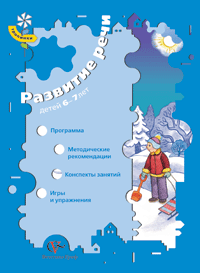 Развитие речи
детей 6–7 лет
Программа
Методические
рекомендации
Конспекты занятий
Игры
и упражнения